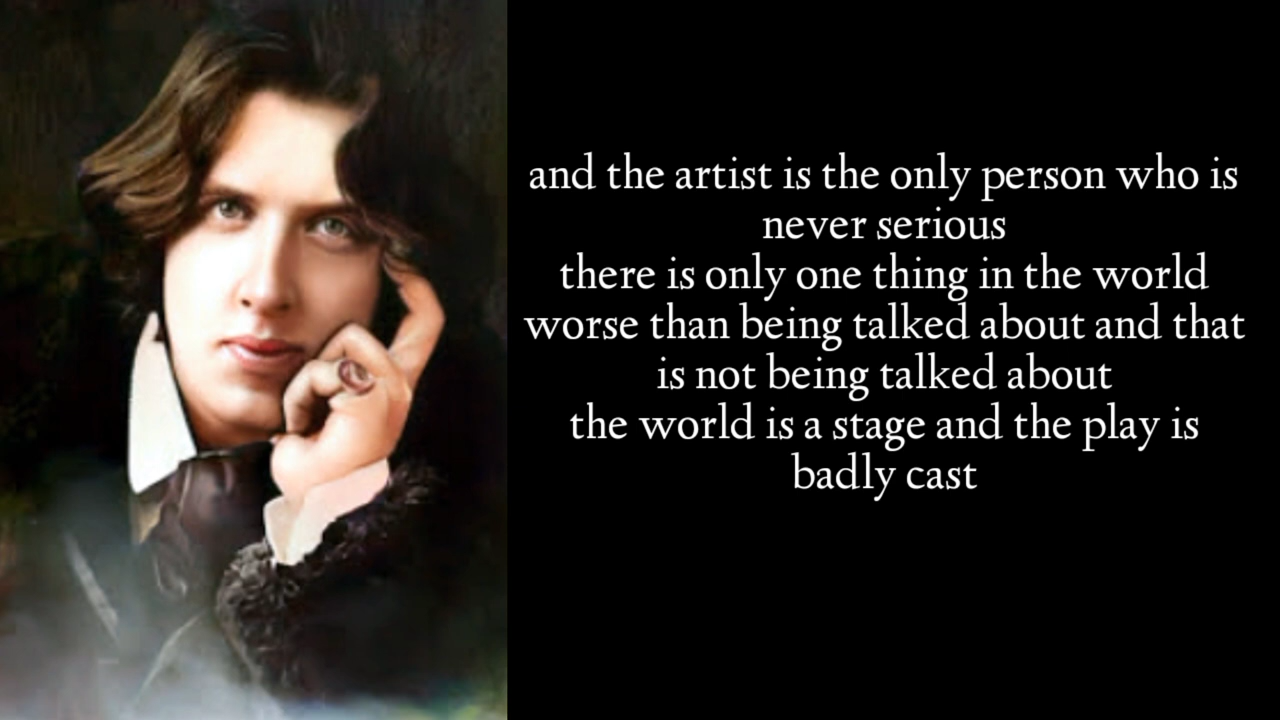 and the artist is the only person who is
never serious
there is only one thing in the world
worse than being talked about and that
is not being talked about
the world is a stage and the play is
badly cast